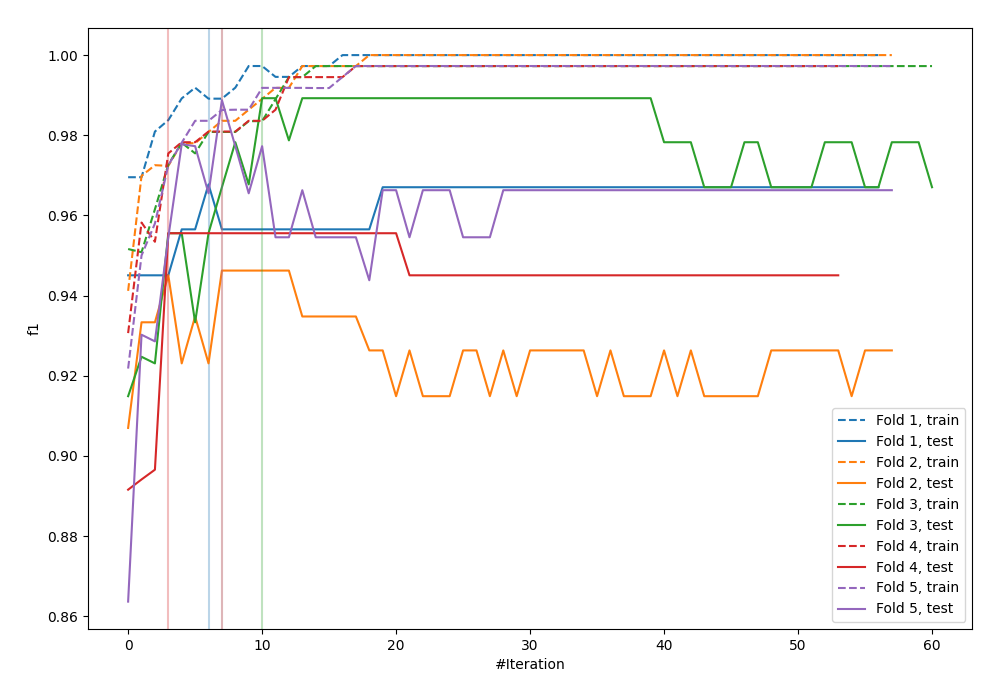 1.00
0.98
0.96
0.94
0.92
0.90
0.88
0.86
f1
0 10 20 30 40 50 60
#Iteration
Fold 1, train
Fold 1, test
Fold 2, train
Fold 2, test
Fold 3, train
Fold 3, test
Fold 4, train
Fold 4, test
Fold 5, train
Fold 5, test